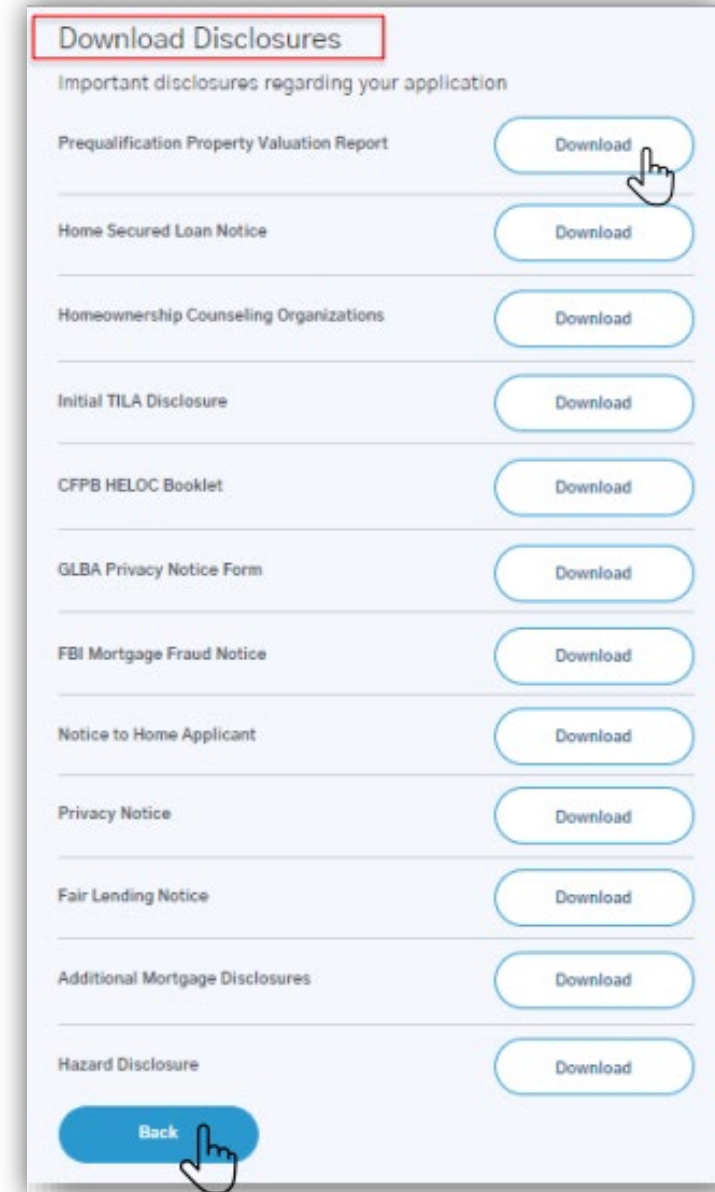 Download Disclosures
Important disclosures regarding your application
Prequalification Property Valuation Report Download
Home Secured Loan Notice Download
Homeownership Counseling Organizations Download
Initial TILA Disclosure Download
CFPB HELOC Booklet Download
GLBA Privacy Notice Form Download
FBI Mortgage Fraud Notice Download
Notice to Home Applicant Download
Privacy Notice Download
Fair Lending Notice Download
Additional Mortgage Disclosures Download
Hazard Disclosure Download
Back